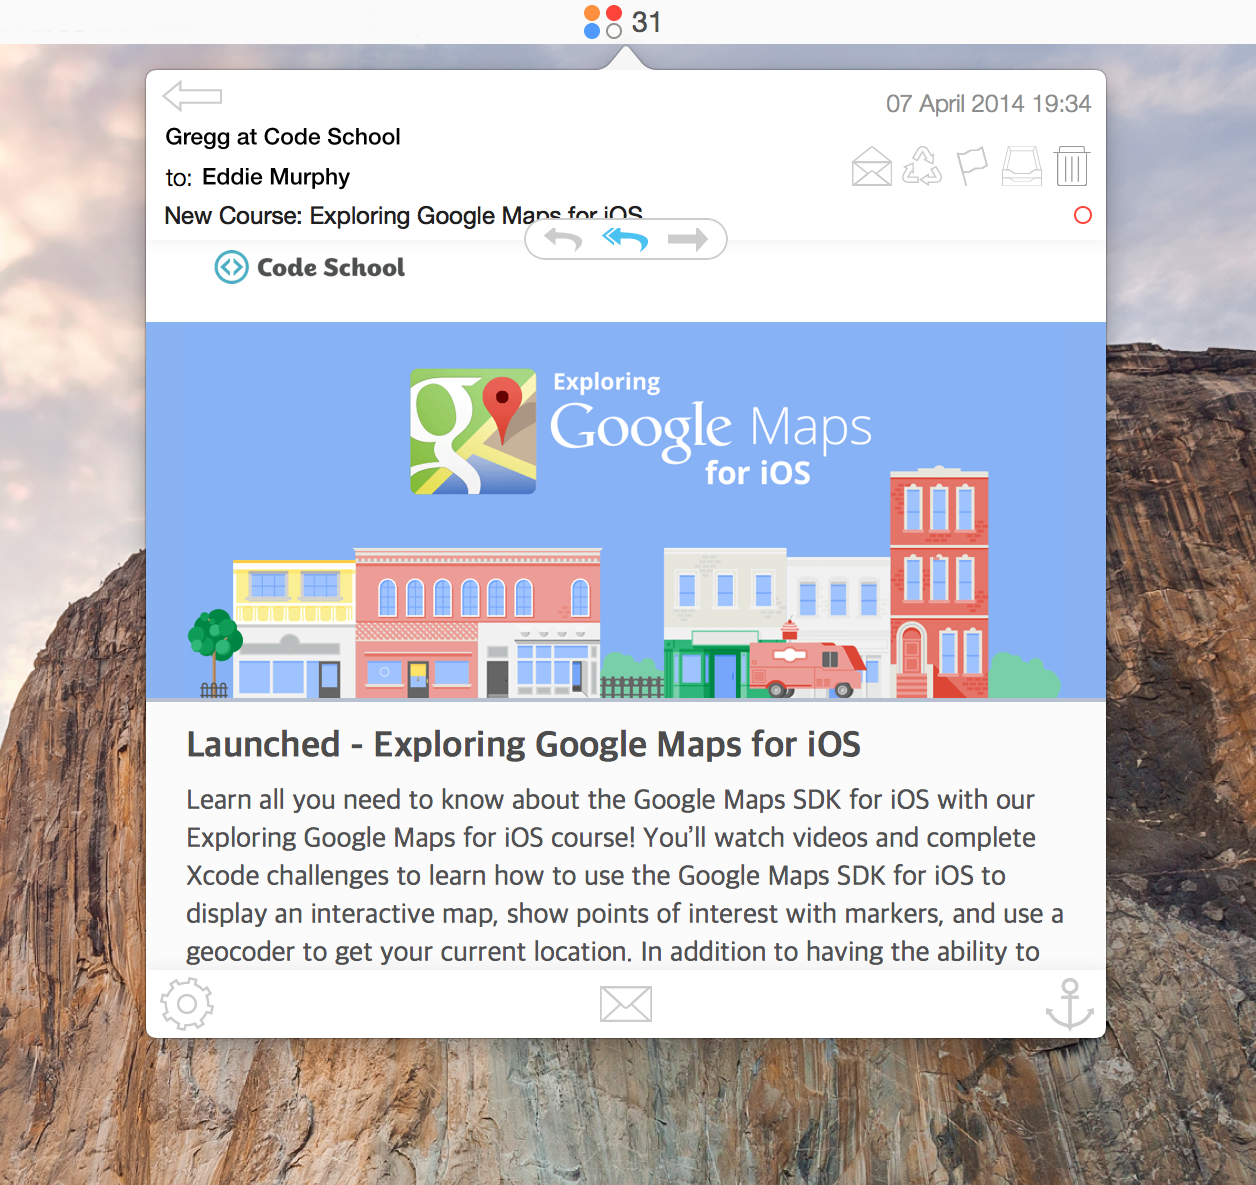 31
07 April 2014 19:34
Gregg at Code School
to: Eddie Murphy
New Course: Exploring Google Maps for iOS
Code School
g
Exploring
Google Maps
for iOS
Launched - Exploring Google Maps for iOS
Learn all you need to know about the Google Maps SDK for iOS with our
Exploring Google Maps for iOS course! You’ll watch videos and complete
Xcode challenges to learn how to use the Google Maps SDK for iOS to
display an interactive map, show points of interest with markers, and use a
geocoder to get your current location. In addition to having the ability to